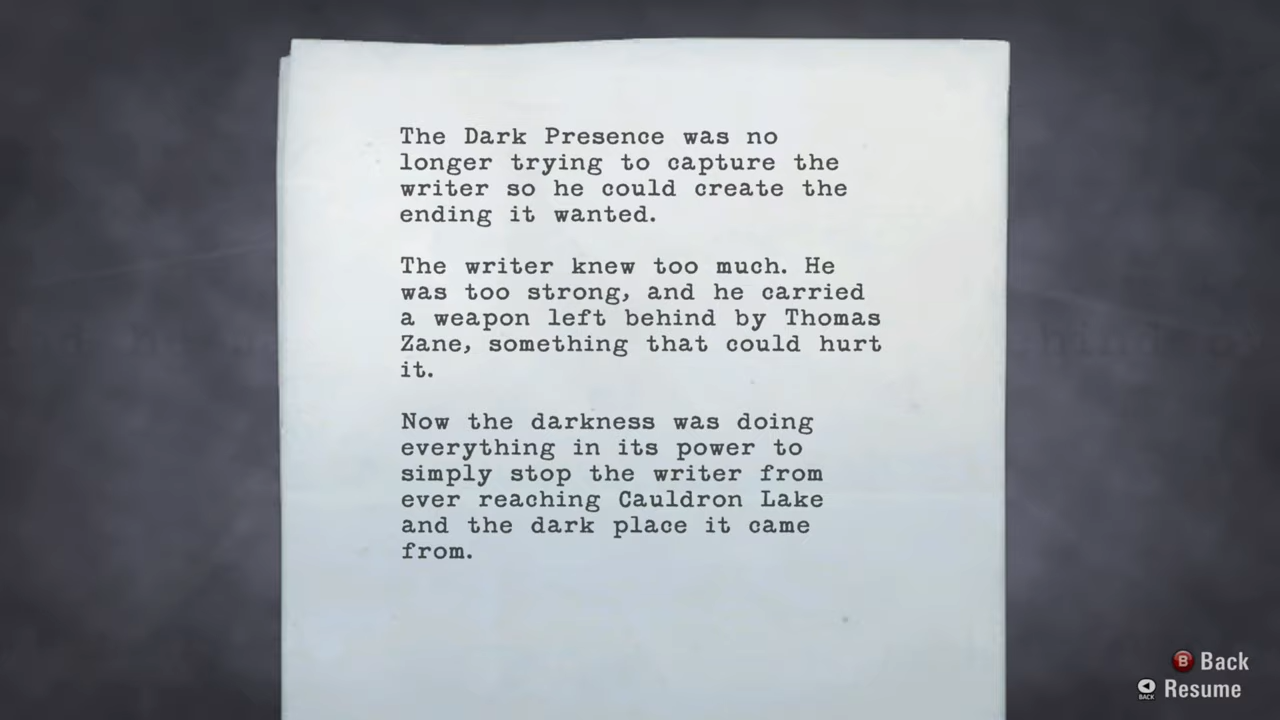 The Dark Presence was no
longer trying to capture the
writer so he could create the
ending it wanted.
The writer knew too much. He
was too strong, and he carried
a weapon left behind by Thomas
Zane, something that could hurt
it.
Now the darkness was doing
everything in its power to
simply stop the writer from
ever reaching Cauldron Lake
and the dark place it came
from.
B Back
BACK Resume